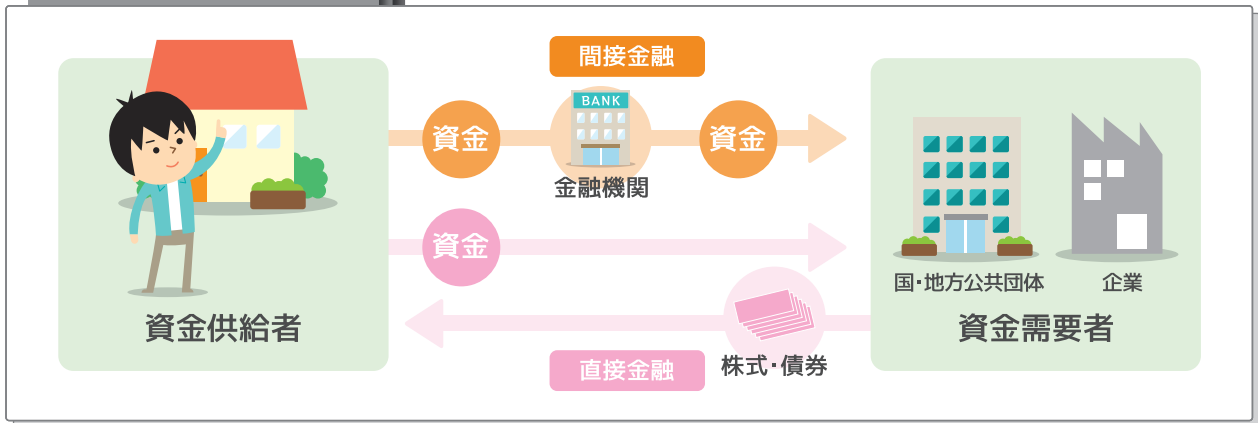 間接金融
BANK
資金
資金
金融機関
資金
国・地方公共団体
企業
資金供給者
資金需要者
株式・債券
直接金融